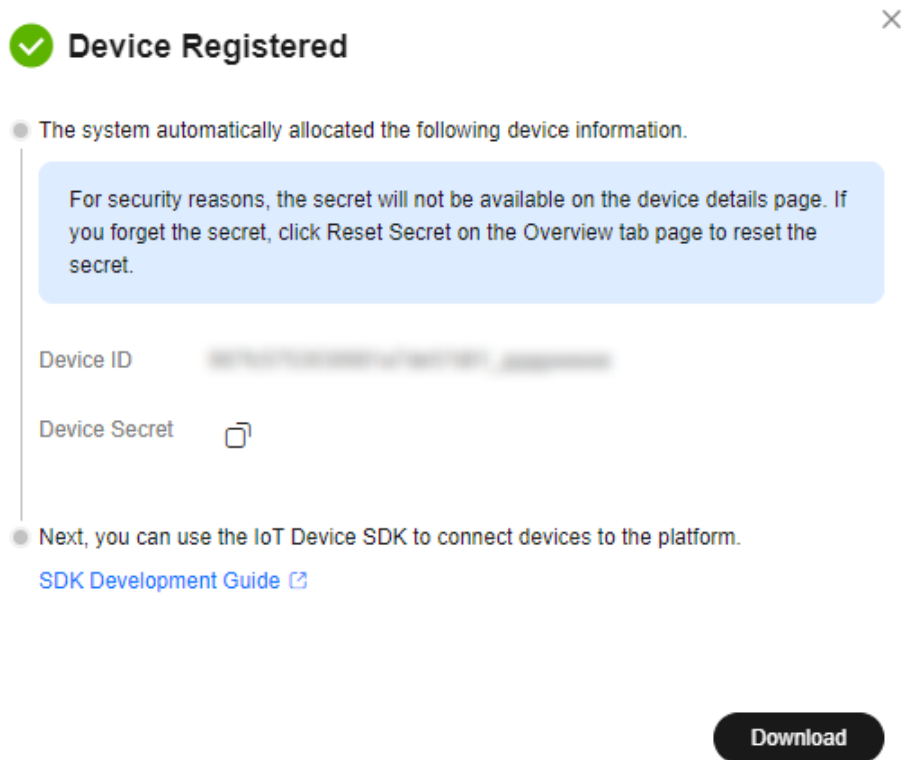 Device Registered
The system automatically allocated the following device information.
For security reasons, the secret will not be available on the device details page. If
you forget the secret, click Reset Secret on the Overview tab page to reset the
secret.
Device ID
Device Secret
Next, you can use the IoT Device SDK to connect devices to the platform.
SDK Development Guide
Download